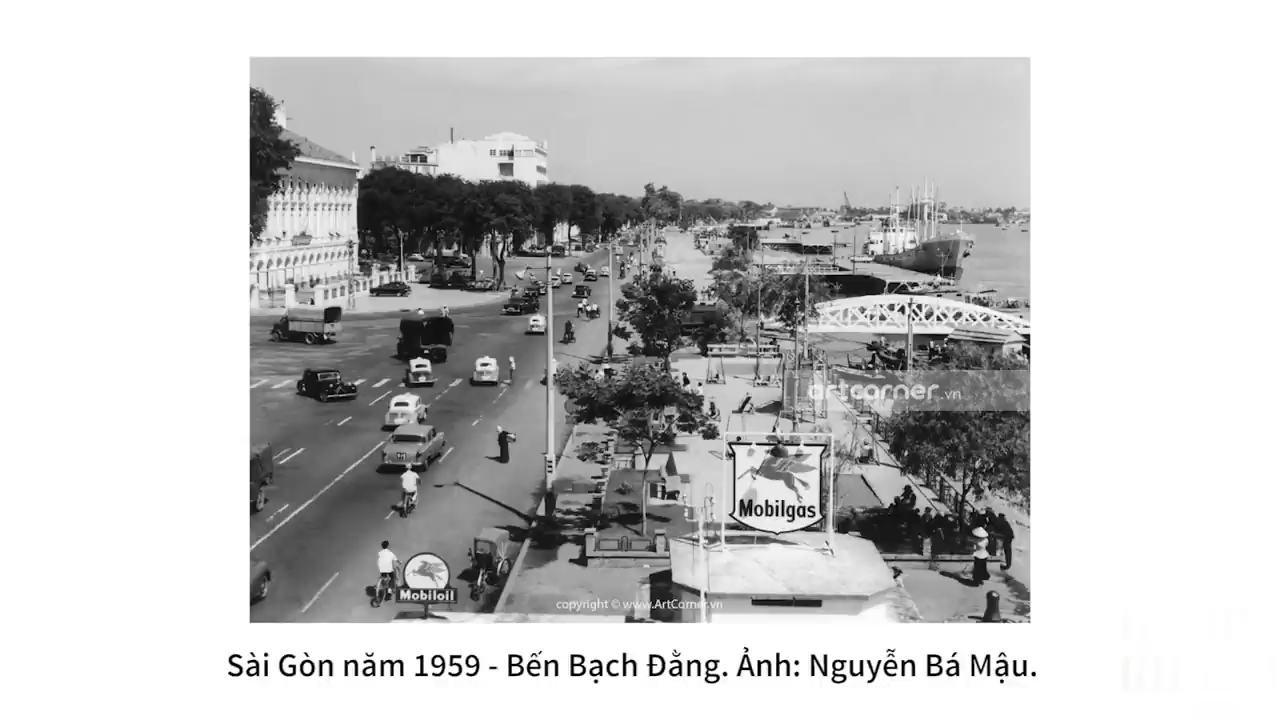 artcorner.vn
Mobilgas
Mobiloil
copyright © www.ArtCorner.vn
Sài Gòn năm 1959 - Bến Bạch Đằng. Ảnh: Nguyễn Bá Mậu.